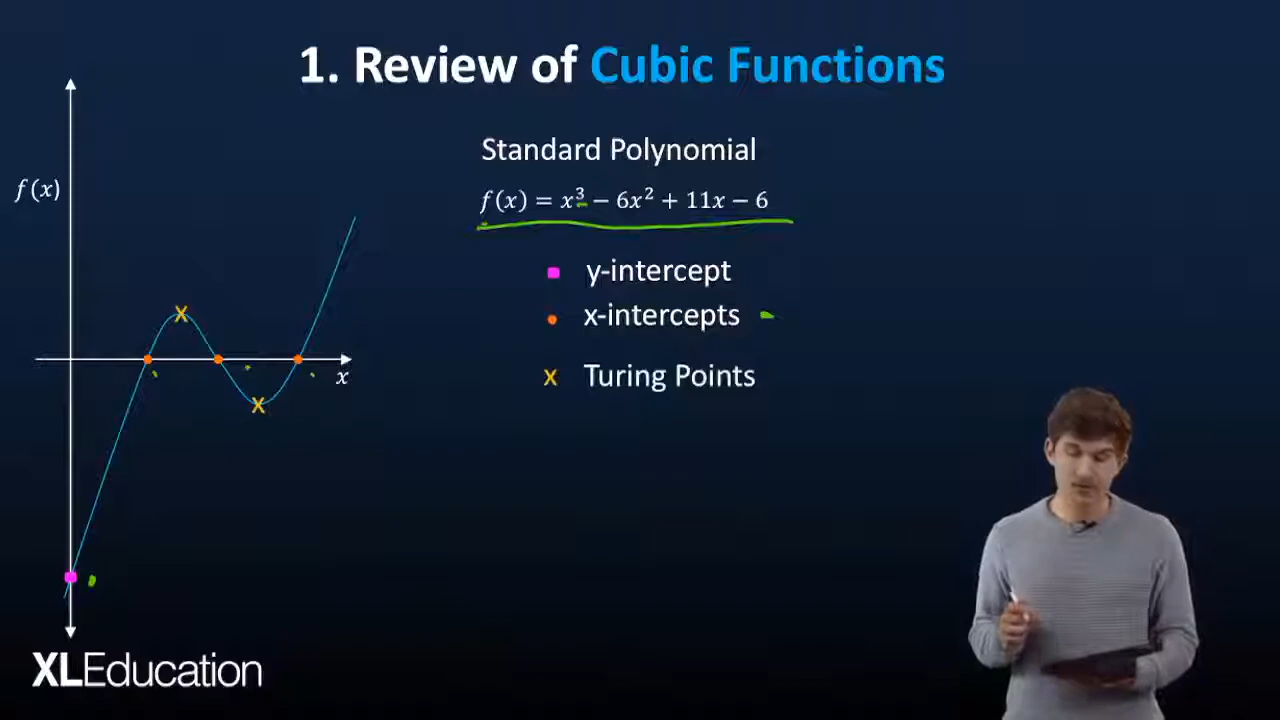 1. Review of Cubic Functions
Standard Polynomial
f(x)
f(x) = x³ − 6x² + 11x − 6
y-intercept
x-intercepts
X
X
x
x Turing Points
XLEducation